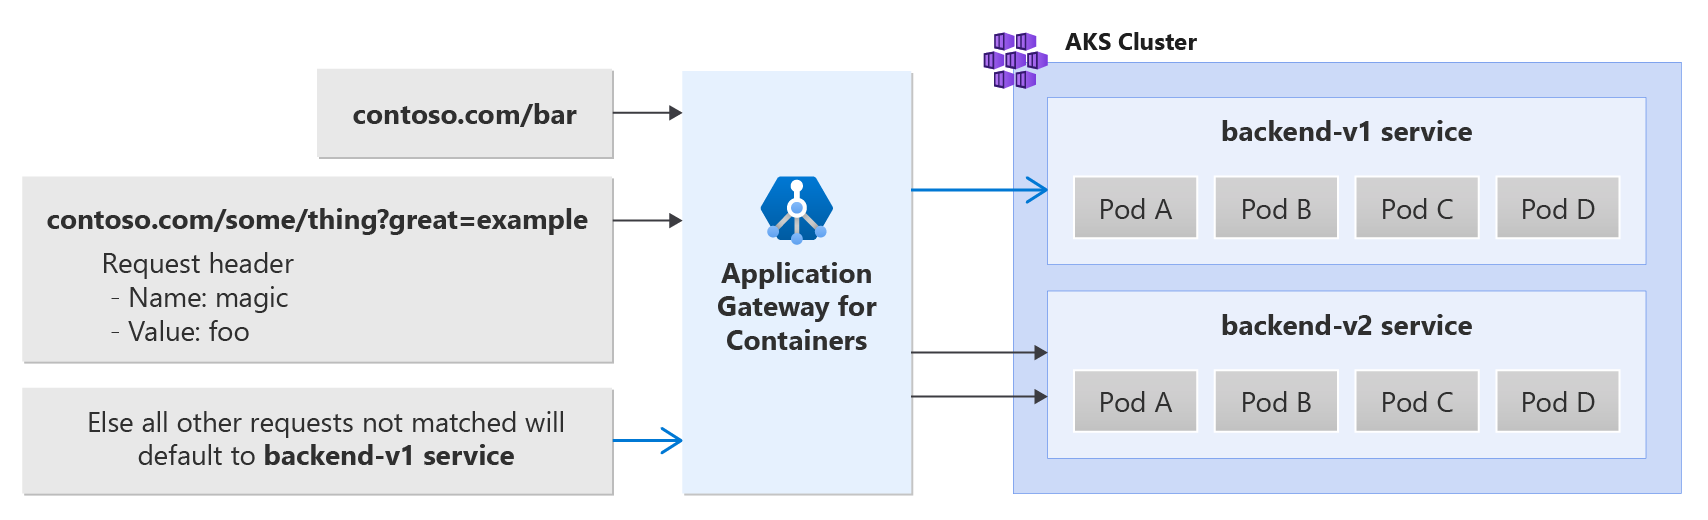 contoso.com/bar
contoso.com/some/thing?great=example
Request header
- Name: magic
- Value: foo
Else all other requests not matched will
default to backend-v1 service
Application
Gateway for
Containers
AKS Cluster
backend-v1 service
Pod A
Pod B
Pod C
Pod D
backend-v2 service
Pod A
Pod B
Pod C
Pod D